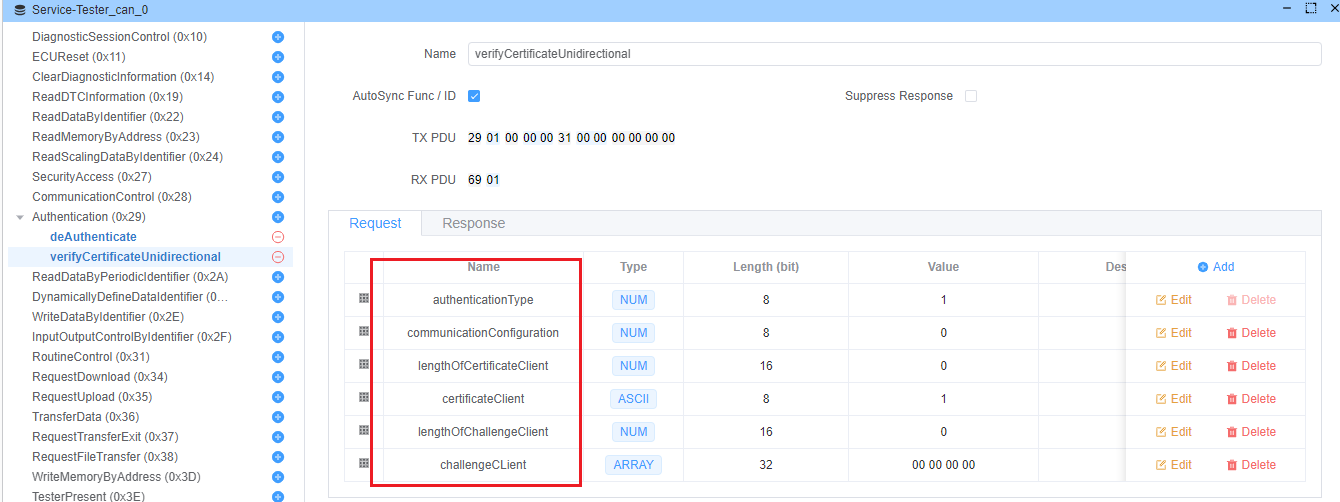 Service-Tester_can_0
DiagnosticSessionControl (0x10)
ECUReset (0x11)
ClearDiagnosticInformation (0x14)
ReadDTCInformation (0x19)
ReadDataByIdentifier (0x22)
ReadMemoryByAddress (0x23)
ReadScalingDataByIdentifier (0x24)
SecurityAccess (0x27)
CommunicationControl (0x28)
Authentication (0x29)
deAuthenticate
verifyCertificateUnidirectional
ReadDataByPeriodicIdentifier (0x2A)
DynamicallyDefineDataIdentifier (0...
WriteDataByIdentifier (0x2E)
InputOutputControlByIdentifier (0x2F)
RoutineControl (0x31)
RequestDownload (0x34)
RequestUpload (0x35)
TransferData (0x36)
RequestTransferExit (0x37)
RequestFileTransfer (0x38)
WriteMemoryByAddress (0x3D)
TesterPresent (0x3E)
Name verifyCertificateUnidirectional
AutoSync Func / ID Suppress Response
TX PDU 29 01 00 00 00 31 00 00 00 00 00 00
RX PDU 69 01
Request Response
Name Type Length (bit) Value Des Add
authenticationType NUM 8 1 Edit Delete
communicationConfiguration NUM 8 0 Edit Delete
lengthOfCertificateClient NUM 16 0 Edit Delete
certificateClient ASCII 8 1 Edit Delete
lengthOfChallengeClient NUM 16 0 Edit Delete
challengeCLient ARRAY 32 00 00 00 00 Edit Delete